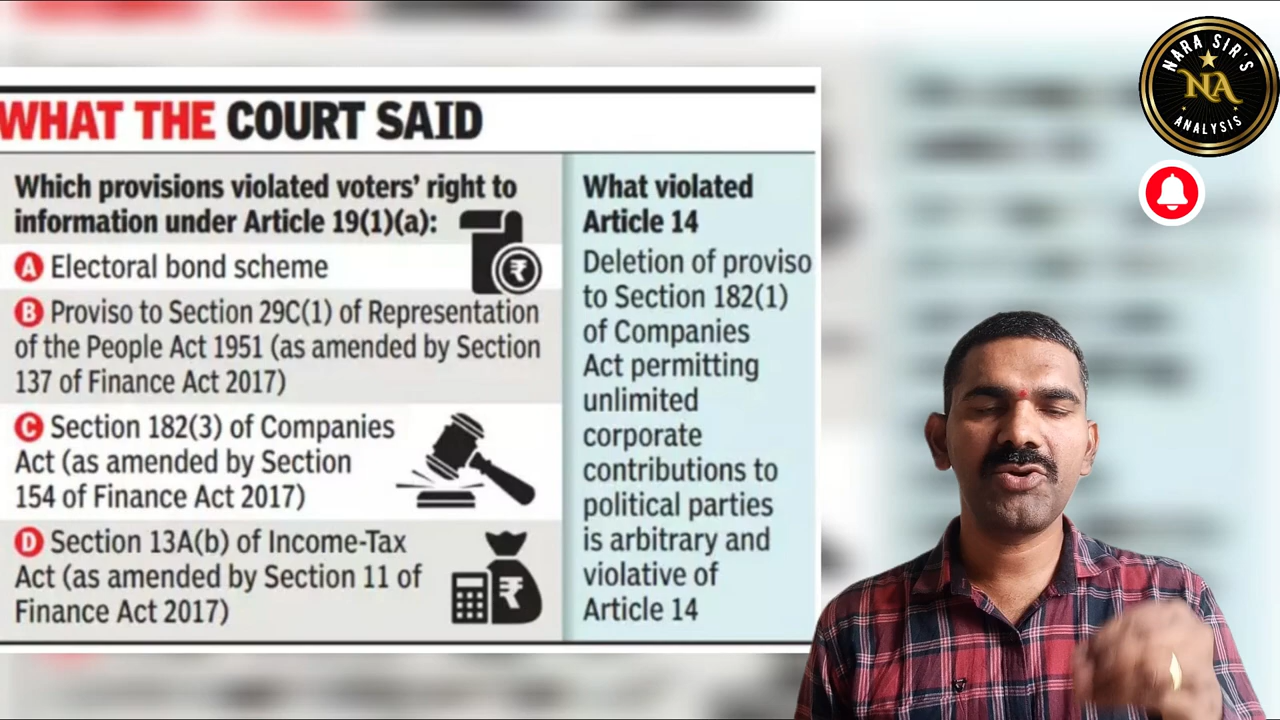 WHAT THE COURT SAID
Which provisions violated voters' right to
information under Article 19(1)(a):
A Electoral bond scheme
B Proviso to Section 29C(1) of Representation
of the People Act 1951 (as amended by Section
137 of Finance Act 2017)
C Section 182(3) of Companies
Act (as amended by Section
154 of Finance Act 2017)
D Section 13A(b) of Income-Tax
Act (as amended by Section 11 of
Finance Act 2017)
What violated
Article 14
Deletion of proviso
to Section 182(1)
of Companies
Act permitting
unlimited
corporate
contributions to
political parties
is arbitrary and
violative of
Article 14
NARA SIR'S
NA
ANALYSIS